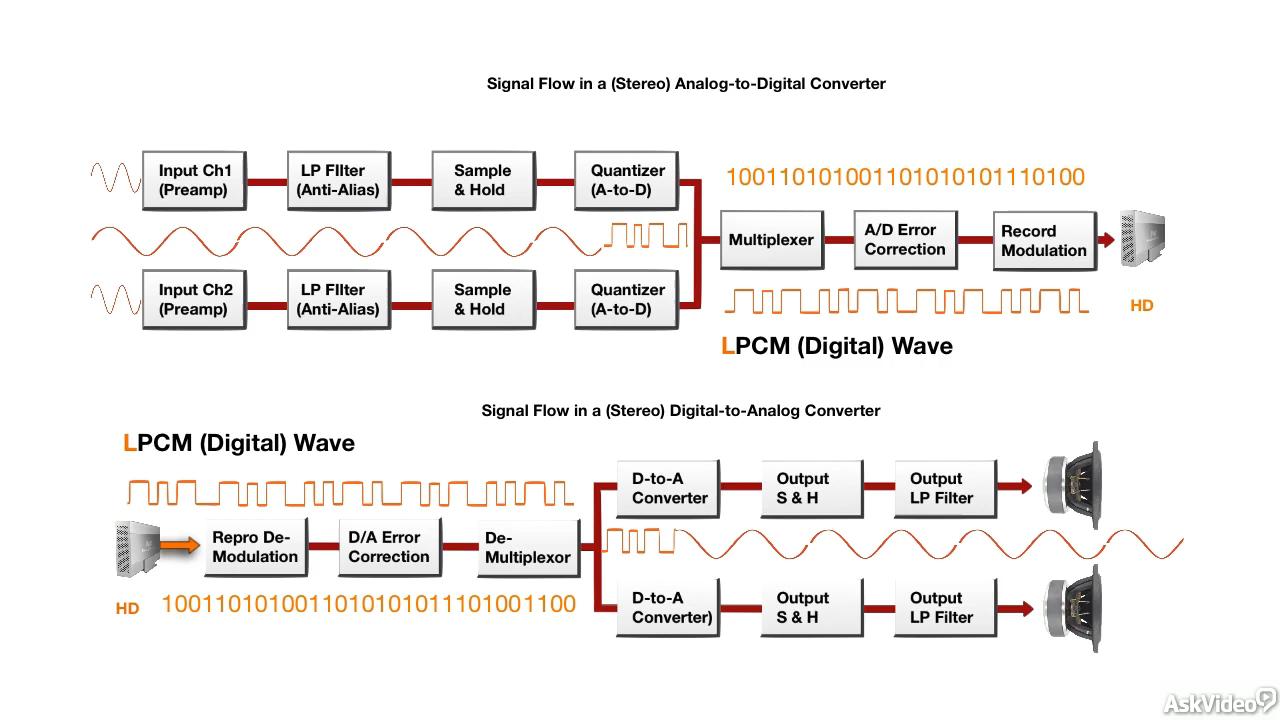 Signal Flow in a (Stereo) Analog-to-Digital Converter
Input Ch1
(Preamp)
LP FIlter
(Anti-Alias)
Sample
& Hold
Quantizer
(A-to-D)
100110101001101010101110100
Multiplexer
A/D Error
Correction
Record
Modulation
Input Ch2
(Preamp)
LP FIlter
(Anti-Alias)
Sample
& Hold
Quantizer
(A-to-D)
HD
LPCM (Digital) Wave
Signal Flow in a (Stereo) Digital-to-Analog Converter
LPCM (Digital) Wave
D-to-A
Converter
Output
S & H
Output
LP Filter
Repro De-
Modulation
D/A Error
Correction
De-
Multiplexor
HD
1001101010011010101011101001100
D-to-A
Converter)
Output
S & H
Output
LP Filter
AskVideo